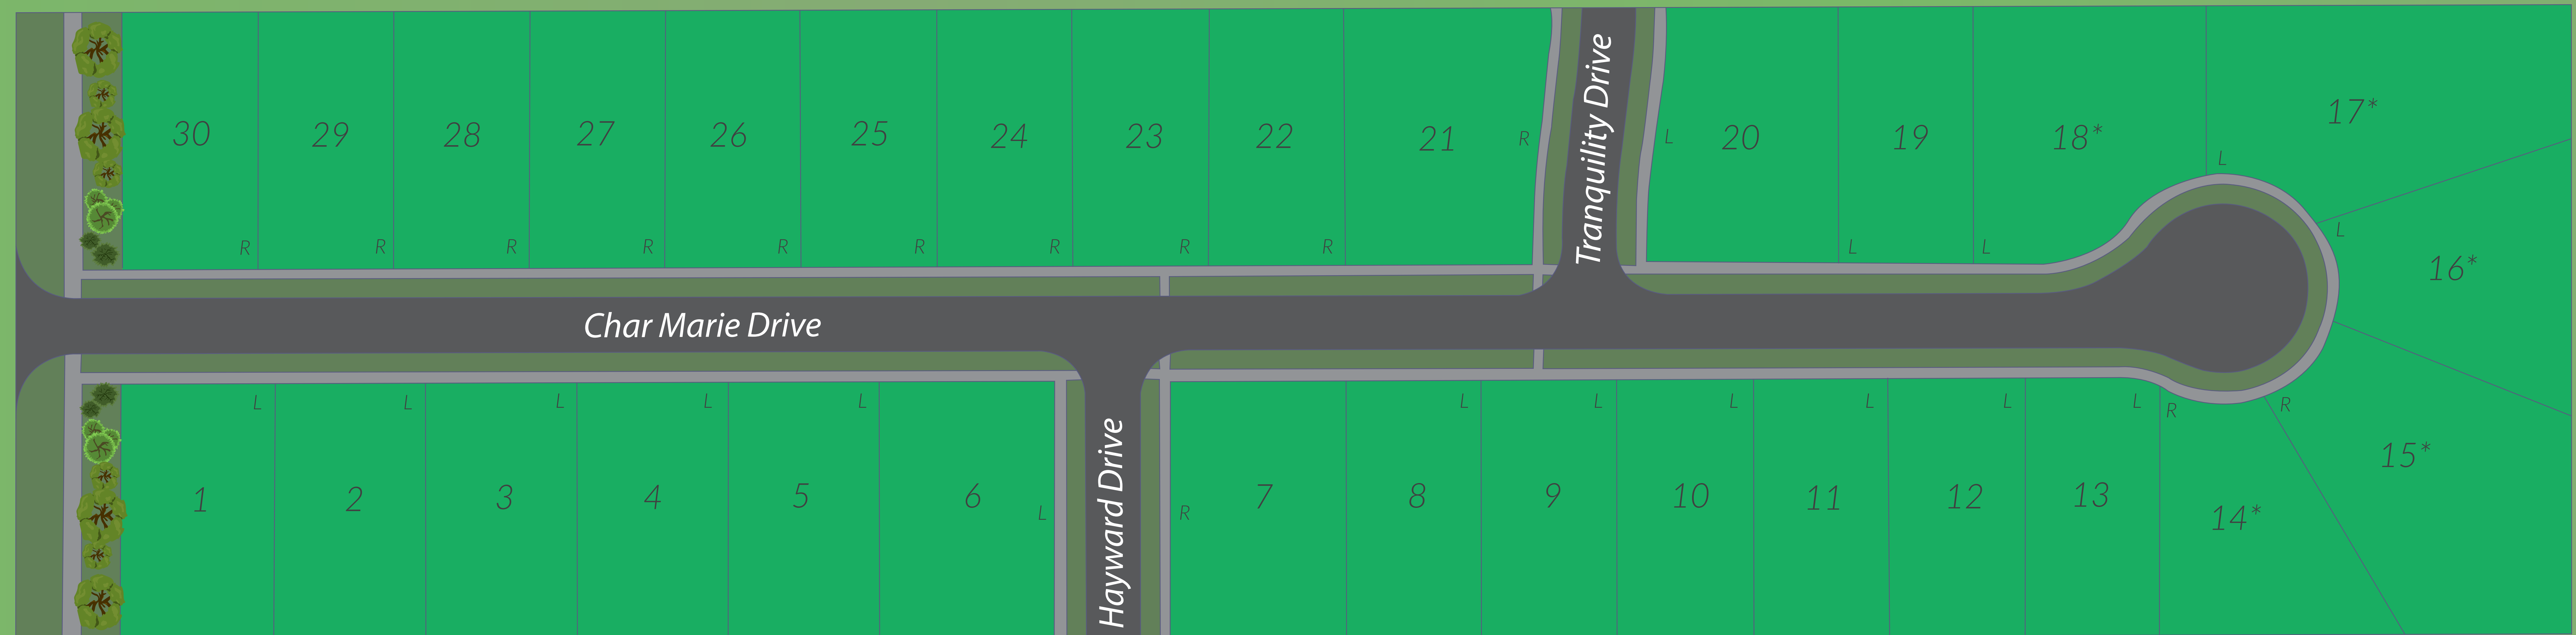 30 29 28 27 26 25 24 23 22 21 R
Tranquility Drive
L 20 19 18* 17*
L
R R R R R R R R R
L L
L
16*
Char Marie Drive
L L L L L
L L L L L L R R
15*
1 2 3 4 5 6 L
Hayward Drive
R 7 8 9 10 11 12 13 14*